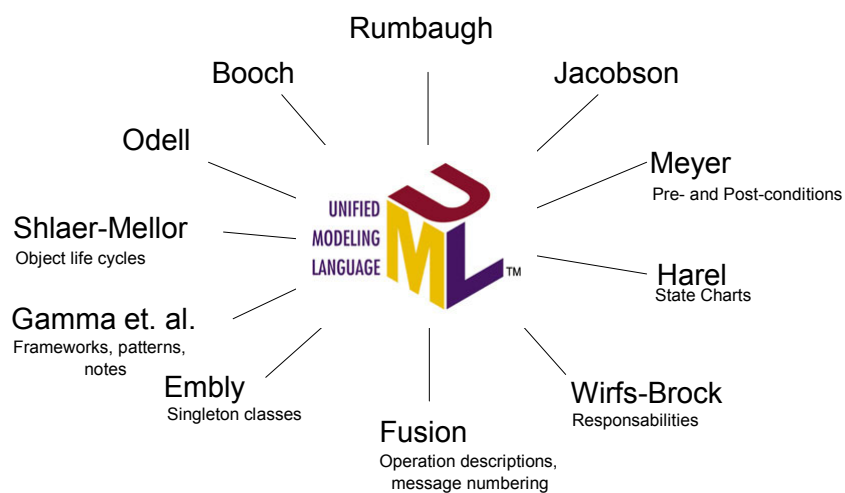 Rumbaugh
Booch
Jacobson
Odell
Meyer
Pre- and Post-conditions
UNIFIED
MODELING
LANGUAGE
UML
TM
Shlaer-Mellor
Object life cycles
Harel
State Charts
Gamma et. al.
Frameworks, patterns,
notes
Embly
Singleton classes
Wirfs-Brock
Responsabilities
Fusion
Operation descriptions,
message numbering